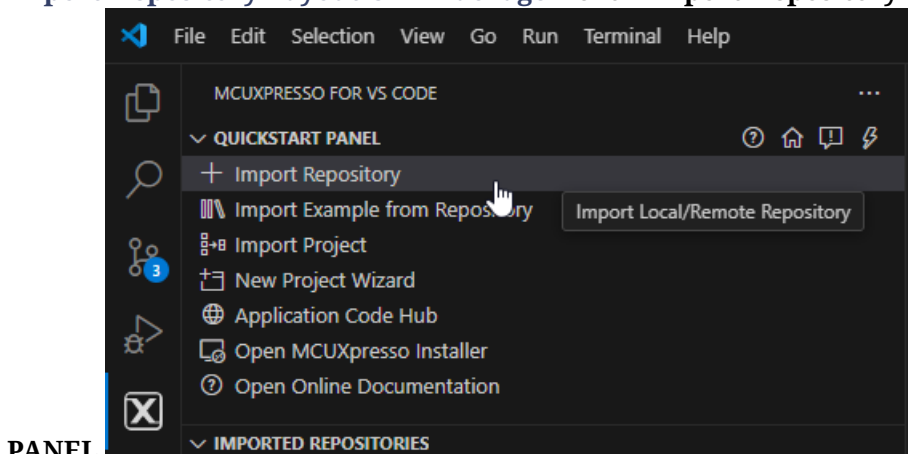 File Edit Selection View Go Run Terminal Help
MCUXPRESSO FOR VS CODE
QUICKSTART PANEL
Import Repository
Import Example from Repository
Import Local/Remote Repository
Import Project
New Project Wizard
Application Code Hub
3
Open MCUXpresso Installer
Open Online Documentation
PANEL
IMPORTED REPOSITORIES